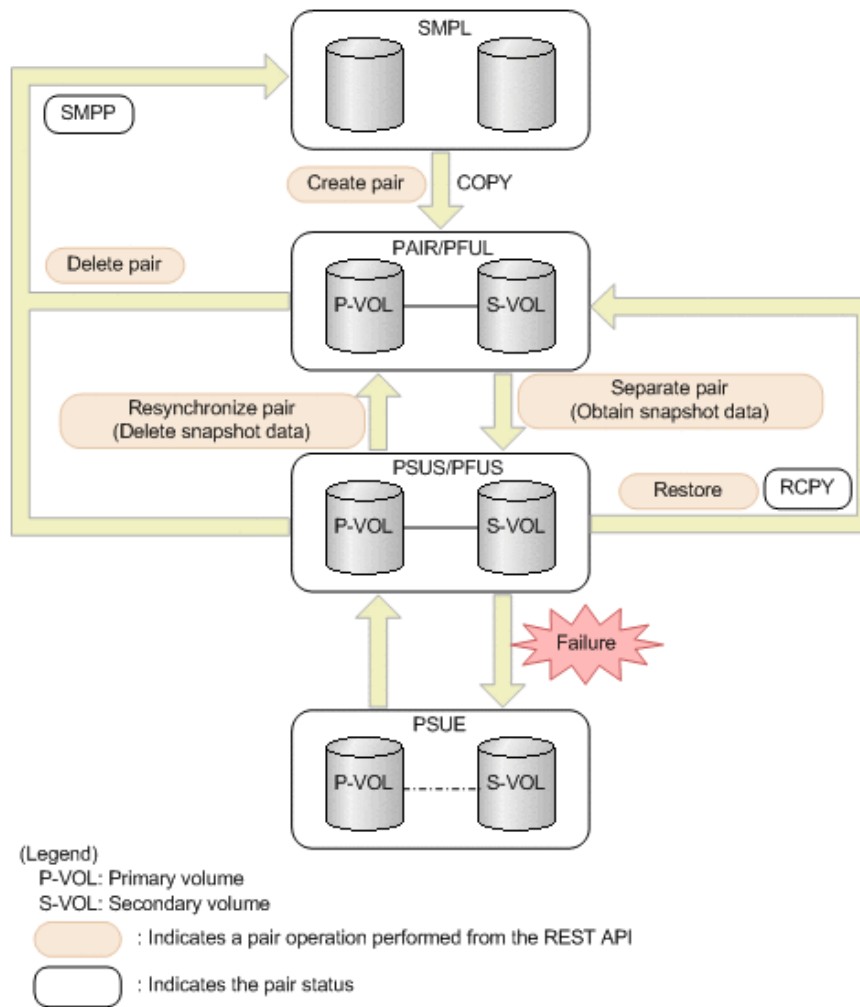 SMPL
SMPP
Create pair
COPY
PAIR/PFUL
Delete pair
P-VOL
S-VOL
Resynchronize pair
(Delete snapshot data)
Separate pair
(Obtain snapshot data)
PSUS/PFUS
P-VOL
S-VOL
Restore
RCPY
Failure
PSUE
P-VOL
S-VOL
(Legend)
P-VOL: Primary volume
S-VOL: Secondary volume
: Indicates a pair operation performed from the REST API
: Indicates the pair status